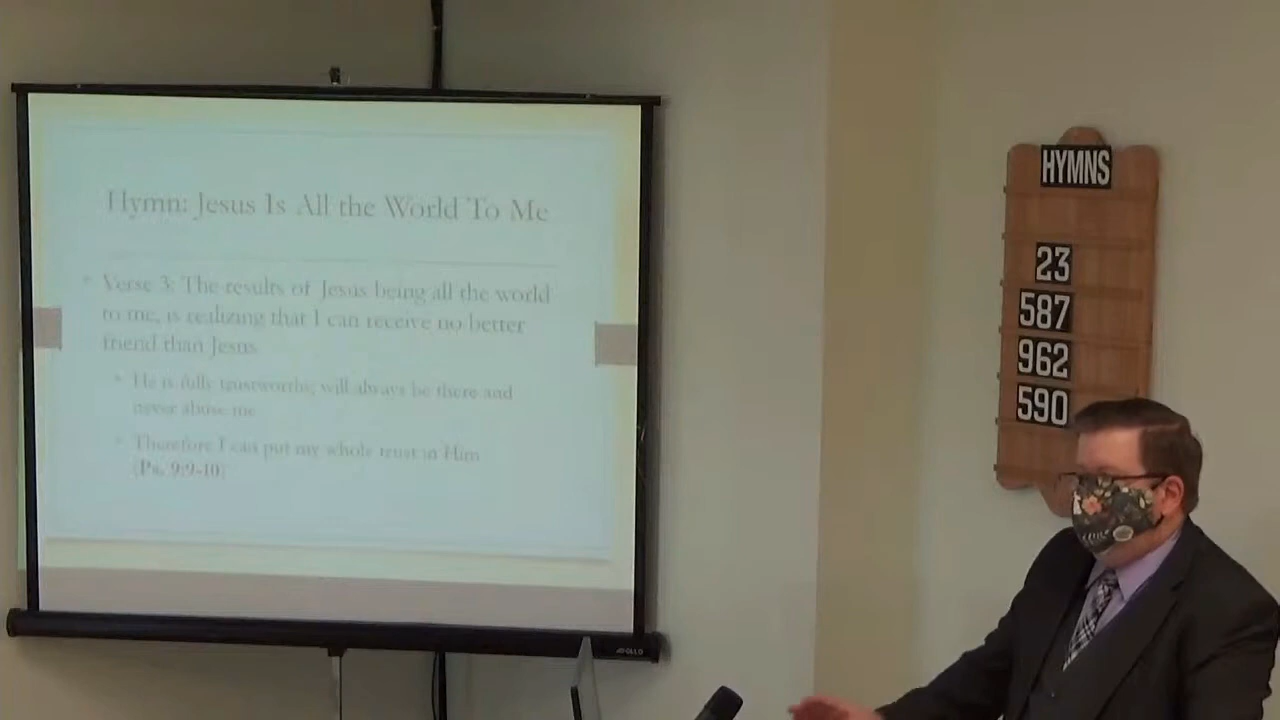 Hymn: Jesus Is All the World To Me
Verse 3: The results of Jesus being all the world
to me, is realizing that I can receive no better
friend than Jesus.
He is fully trustworthy; will always be there and
never abuse me
Therefore I can put my whole trust in Him
(Ps. 9:9-10)
APOLLO
HYMNS
23
587
962
590